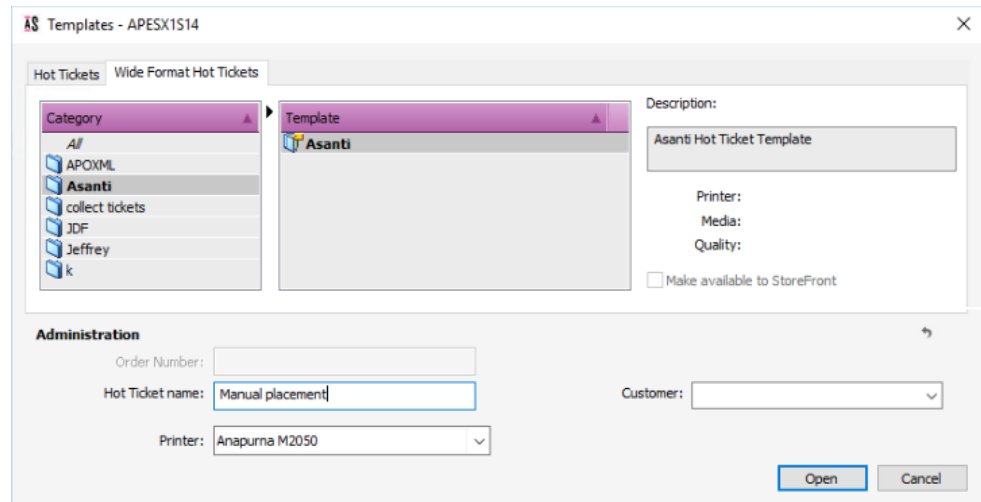 AS Templates - APESX1S14
Hot Tickets Wide Format Hot Tickets
Category
Template
Description:
All
APOXML
Asanti
collect tickets
JDF
Jeffrey
k
Asanti
Asanti Hot Ticket Template
Printer:
Media:
Quality:
Make available to StoreFront
Administration
Order Number:
Hot Ticket name: Manual placement
Customer:
Printer: Anapurna M2050
Open Cancel